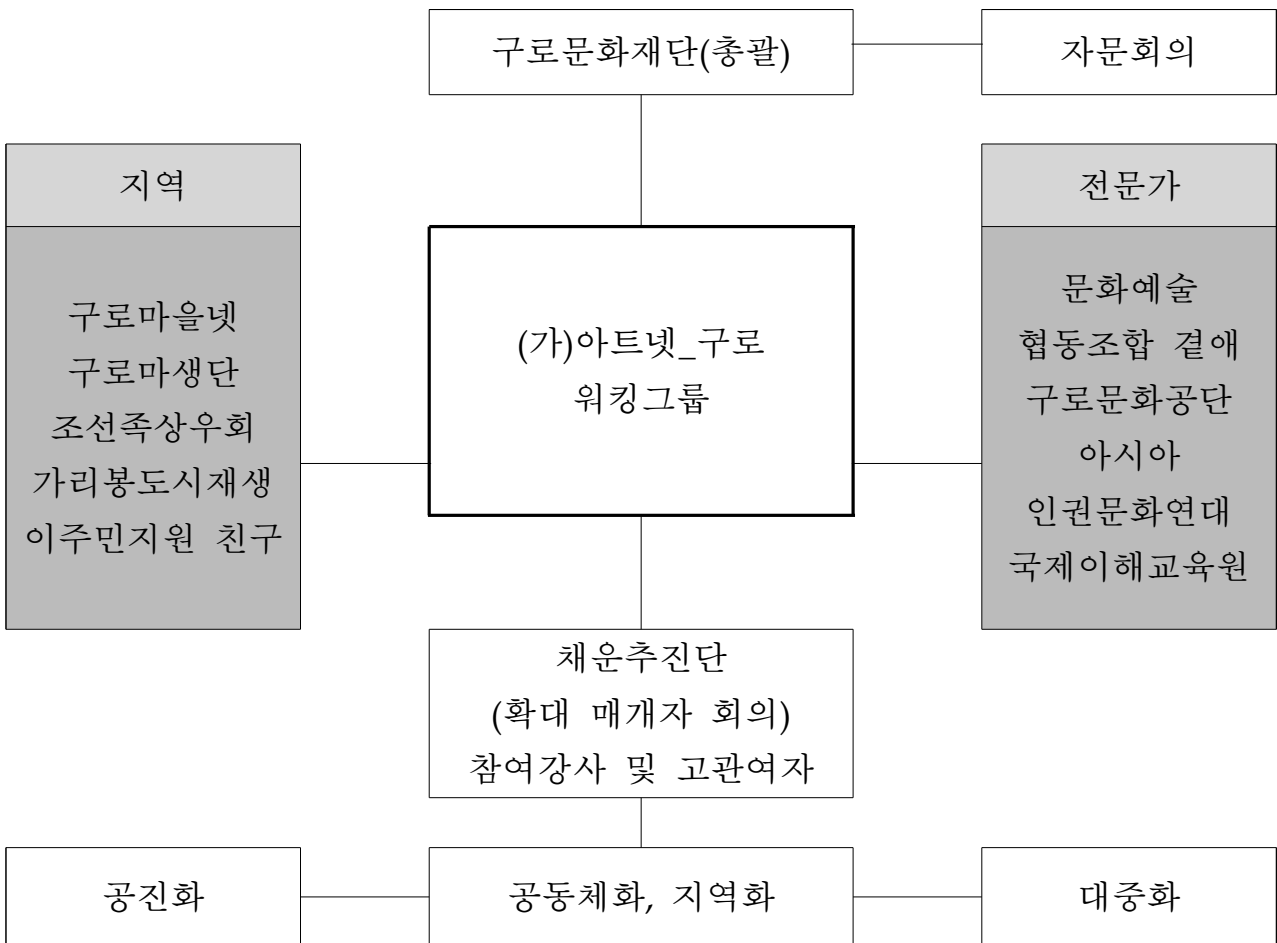 구로문화재단(총괄)
자문회의
지역
구로마을넷
구로마생단
조선족상우회
가리봉도시재생
이주민지원 친구
(가)아트넷_구로
워킹그룹
전문가
문화예술
협동조합 곁애
구로문화공단
아시아
인권문화연대
국제이해교육원
채운추진단
(확대 매개자 회의)
참여강사 및 고관여자
공진화
공동체화, 지역화
대중화